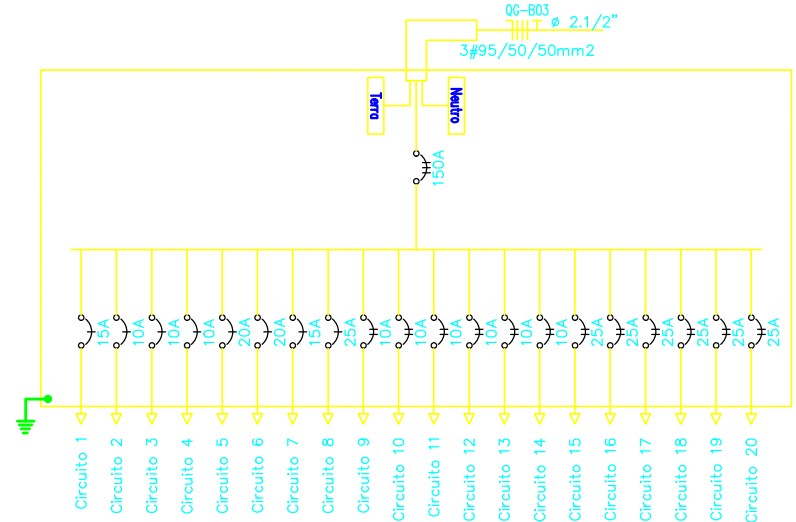 QG-B03
ø 2.1/2"
3#95/50/50mm2
Terra
Neutro
150A
15A
10A
10A
10A
20A
20A
15A
25A
10A
10A
10A
10A
10A
10A
25A
25A
25A
25A
25A
25A
Circuito 1
Circuito 2
Circuito 3
Circuito 4
Circuito 5
Circuito 6
Circuito 7
Circuito 8
Circuito 9
Circuito 10
Circuito 11
Circuito 12
Circuito 13
Circuito 14
Circuito 15
Circuito 16
Circuito 17
Circuito 18
Circuito 19
Circuito 20